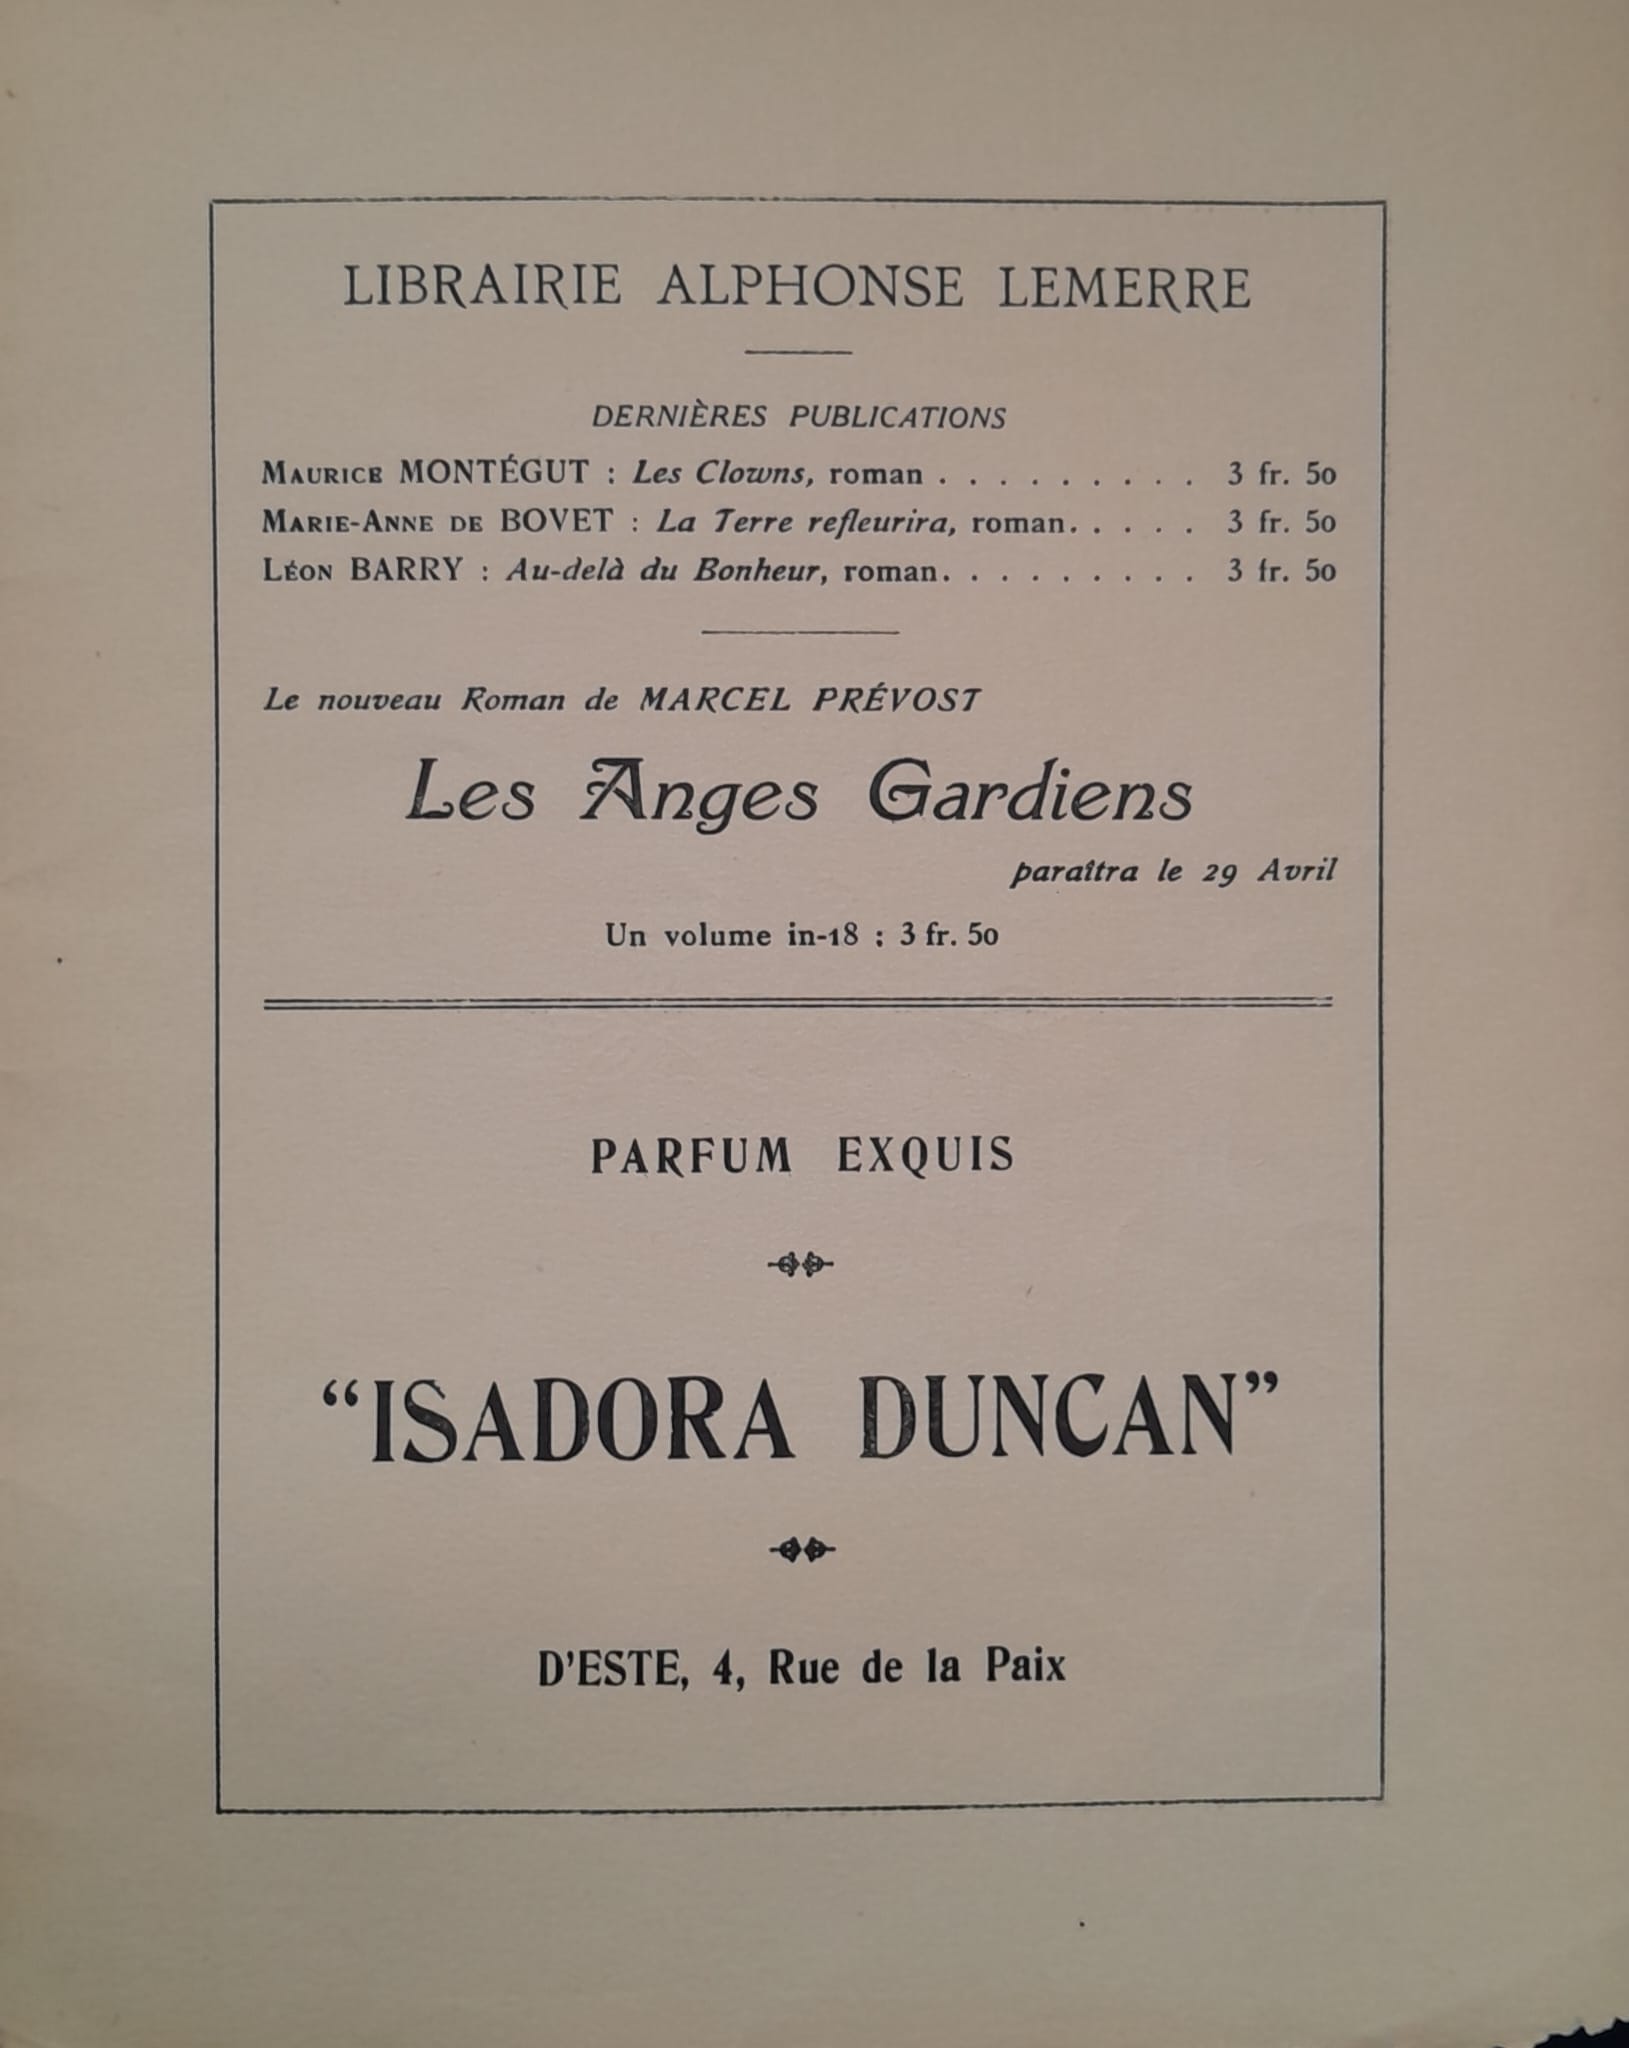 LIBRAIRIE ALPHONSE LEMERRE
DERNIÈRES PUBLICATIONS
MAURICE MONTÉGUT : Les Clowns, roman . . . . . . . . . 3 fr. 50
MARIE-ANNE DE BOVET : La Terre refleurira, roman. . . . . 3 fr. 50
LÉON BARRY : Au-delà du Bonheur, roman. . . . . . . . . 3 fr. 50
Le nouveau Roman de MARCEL PRÉVOST
Les Anges Gardiens
paraîtra le 29 Avril
Un volume in-18 : 3 fr. 50
PARFUM EXQUIS
“ISADORA DUNCAN”
D'ESTE, 4, Rue de la Paix